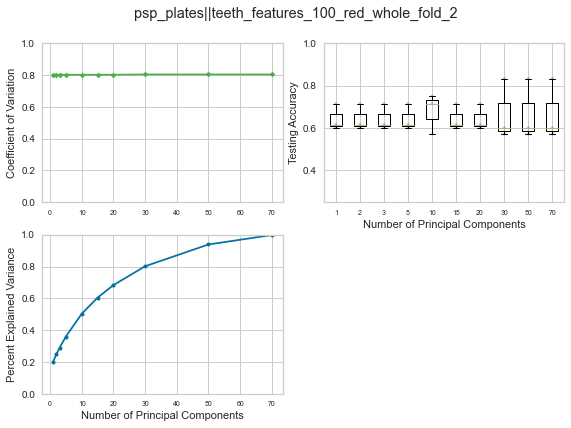 psp_plates||teeth_features_100_red_whole_fold_2
Coefficient of Variation
1.0
0.8
0.6
0.4
0.2
0.0
0 10 20 30 40 50 60 70
Testing Accuracy
1.0
0.8
0.6
0.4
1 2 3 5 10 15 20 30 50 70
Number of Principal Components
Percent Explained Variance
1.0
0.8
0.6
0.4
0.2
0.0
0 10 20 30 40 50 60 70
Number of Principal Components